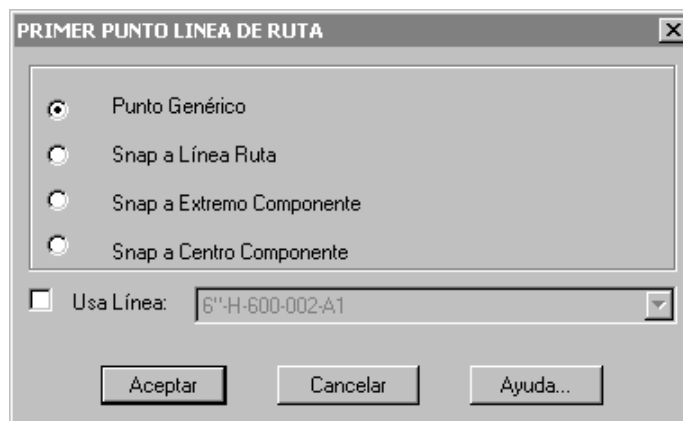 PRIMER PUNTO LINEA DE RUTA
Punto Genérico
Snap a Línea Ruta
Snap a Extremo Componente
Snap a Centro Componente
Usa Línea: 6"-H-600-002-A1
Aceptar Cancelar Ayuda...